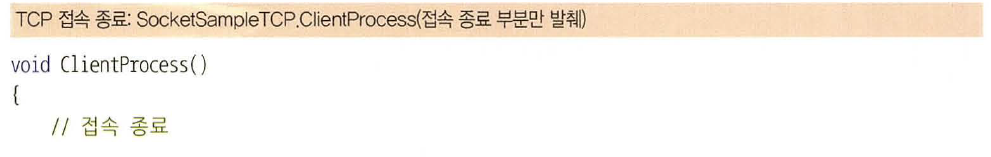 TCP 접속 종료: SocketSampleTCP.ClientProcess(접속 종료 부분만 발췌)
void ClientProcess()
{
// 접속 종료